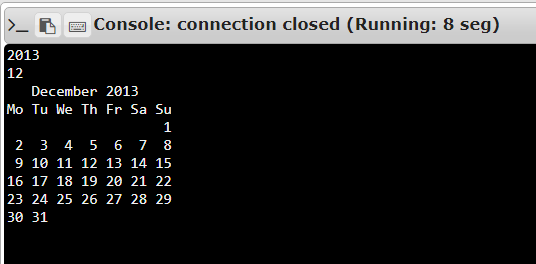 >_ Console: connection closed (Running: 8 seg)
2013
12
   December 2013
Mo Tu We Th Fr Sa Su
                   1
 2  3  4  5  6  7  8
 9 10 11 12 13 14 15
16 17 18 19 20 21 22
23 24 25 26 27 28 29
30 31